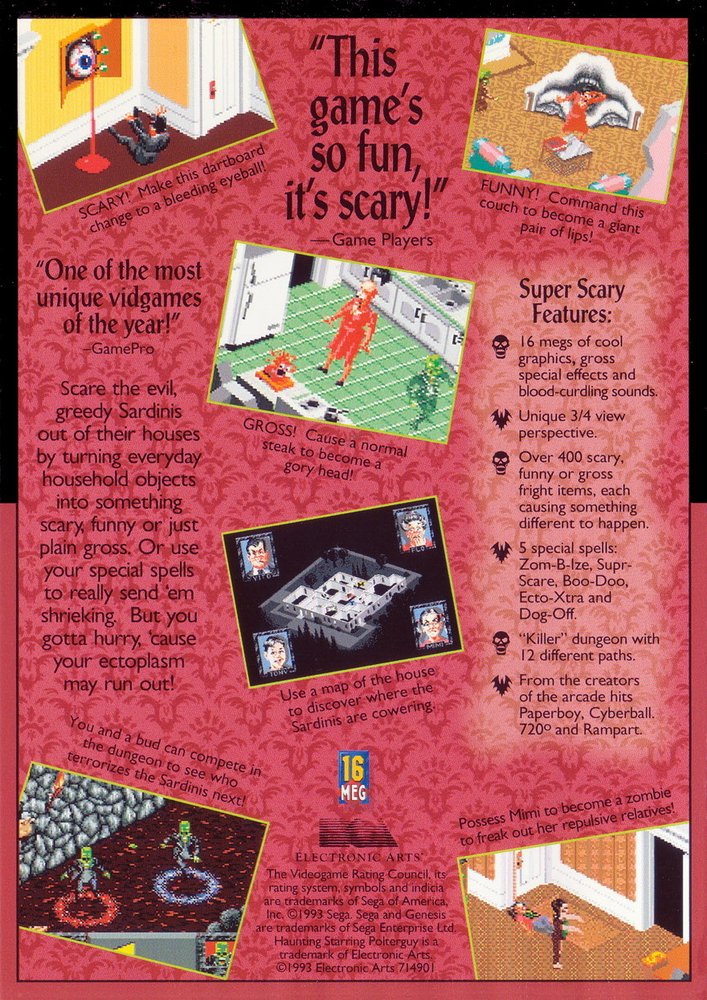 "This
game's
so fun,
it's scary!"
—Game Players
SCARY! Make this dartboard
change to a bleeding eyeball!
FUNNY! Command this
couch to become a giant
pair of lips!
"One of the most
unique vidgames
of the year!"
–GamePro
Scare the evil,
greedy Sardinis
out of their houses
by turning everyday
household objects
into something
scary, funny or just
plain gross. Or use
your special spells
to really send 'em
shrieking. But you
gotta hurry, 'cause
your ectoplasm
may run out!
GROSS! Cause a normal
steak to become a
gory head!
TONY
MIMI
Use a map of the house
to discover where the
Sardinis are cowering.
Super Scary
Features:
16 megs of cool
graphics, gross
special effects and
blood-curdling sounds.
Unique 3/4 view
perspective.
Over 400 scary,
funny or gross
fright items, each
causing something
different to happen.
5 special spells:
Zom-B-Ize, Supr-
Scare, Boo-Doo,
Ecto-Xtra and
Dog-Off.
"Killer" dungeon with
12 different paths.
From the creators
of the arcade hits
Paperboy, Cyberball.
720º and Rampart.
You and a bud can compete in
the dungeon to see who
terrorizes the Sardinis next!
16
MEG
ELECTRONIC ARTS™
The Videogame Rating Council, its
rating system, symbols and indicia
are trademarks of Sega of America,
Inc. ©1993 Sega. Sega and Genesis
are trademarks of Sega Enterprise Ltd.
Haunting Starring Polterguy is a
trademark of Electronic Arts.
©1993 Electronic Arts 714901
Possess Mimi to become a zombie
to freak out her repulsive relatives!